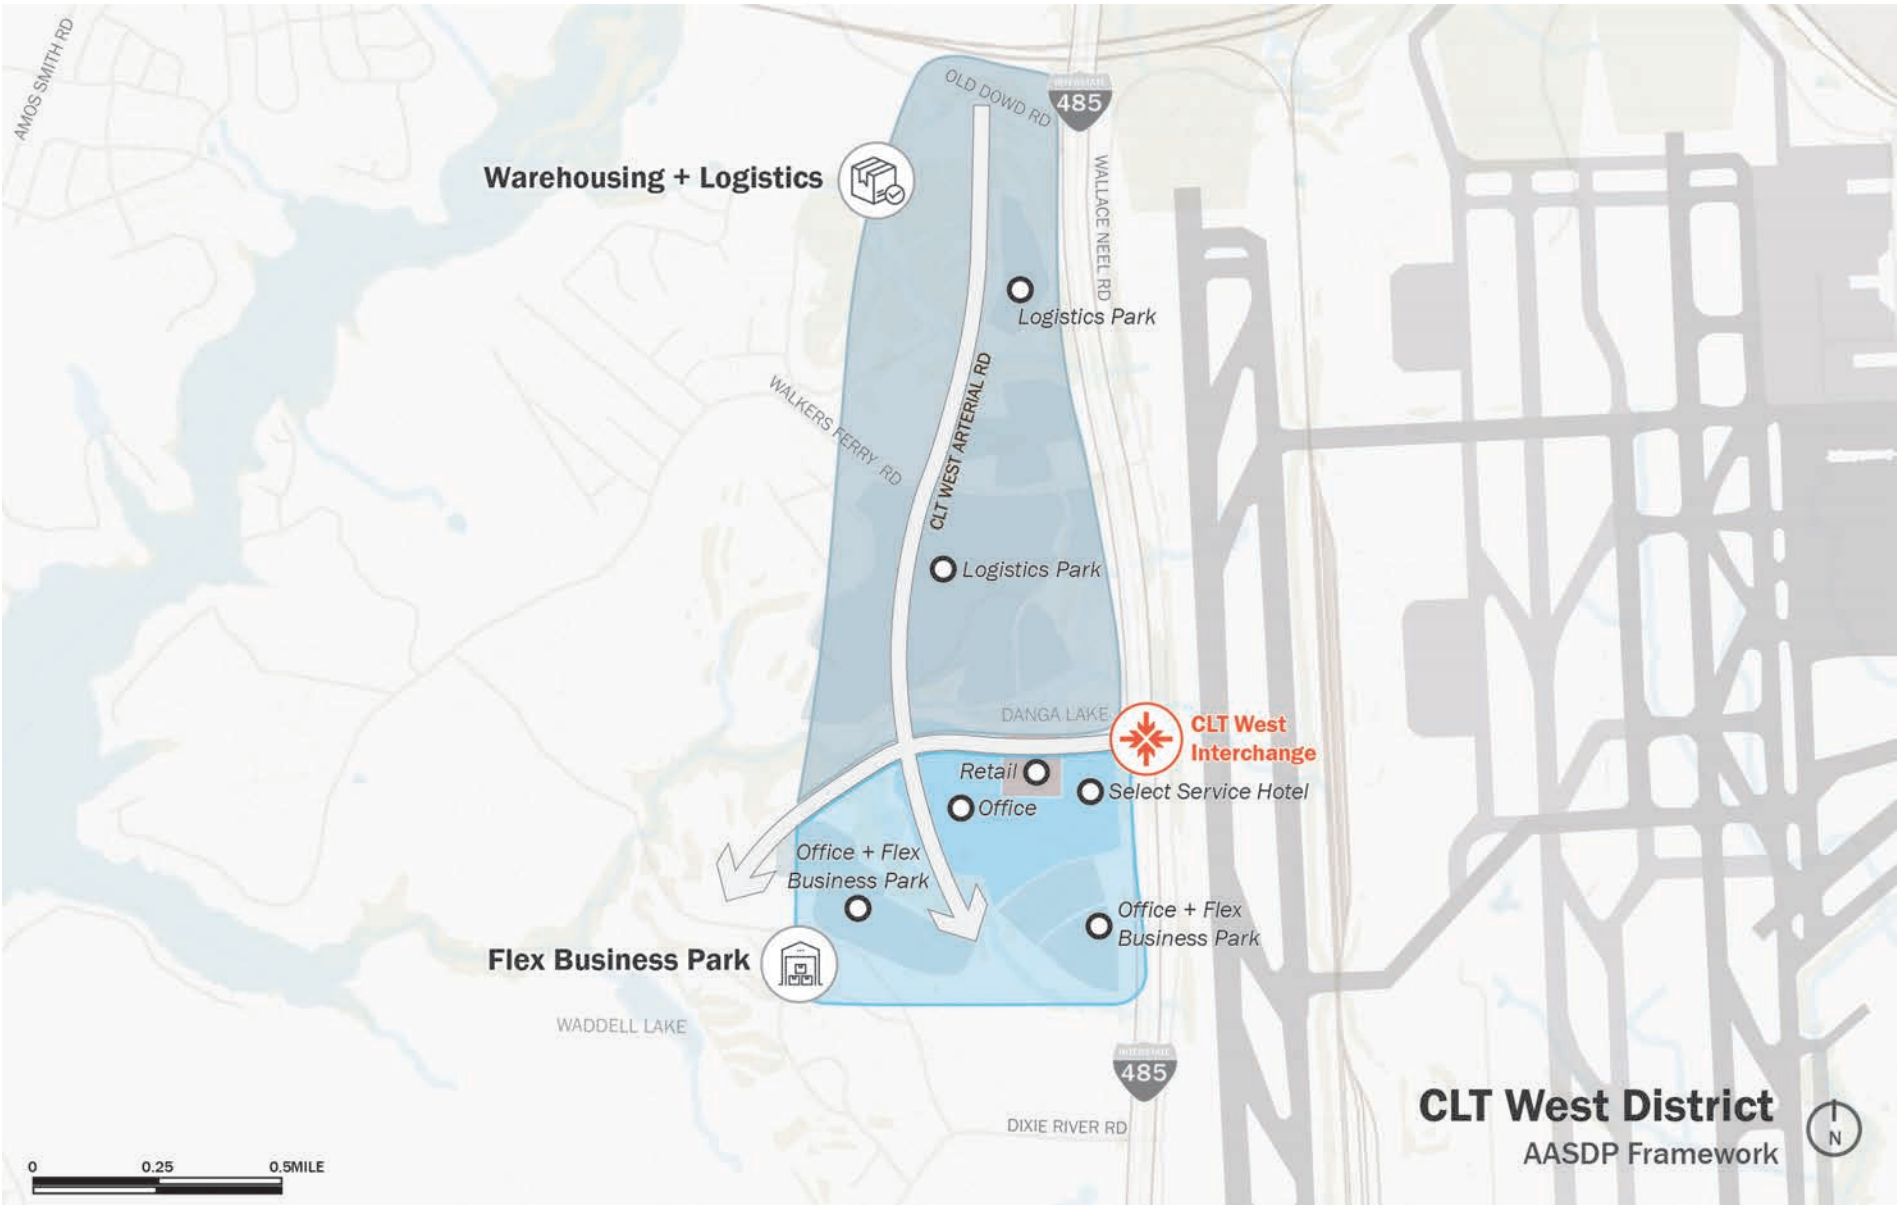 AMOS SMITH RD
OLD DOWD RD
INTERSTATE
485
Warehousing + Logistics
WALLACE NEEL RD
Logistics Park
CLT WEST ARTERIAL RD
WALKERS FERRY RD
Logistics Park
DANGA LAKE
CLT West
Interchange
Retail
Select Service Hotel
Office
Office + Flex
Business Park
Office + Flex
Business Park
Flex Business Park
WADDELL LAKE
INTERSTATE
485
DIXIE RIVER RD
CLT West District
AASDP Framework
N
0 0.25 0.5MILE